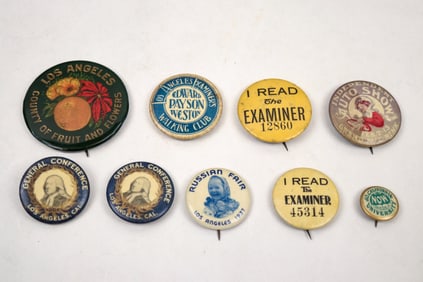 LOS ANGELES
COUNTY OF FRUIT AND FLOWERS
LOS ANGELES EXAMINER'S
EDWARD
PAYSON
WESTON
WALKING CLUB
I READ
The
EXAMINER
12860
AUTO SHOW
GENERAL CONFERENCE
LOS ANGELES, CAL.
GENERAL CONFERENCE
LOS ANGELES, CAL.
RUSSIAN FAIR
LOS ANGELES 1937
I READ
The
EXAMINER
45314
NOW